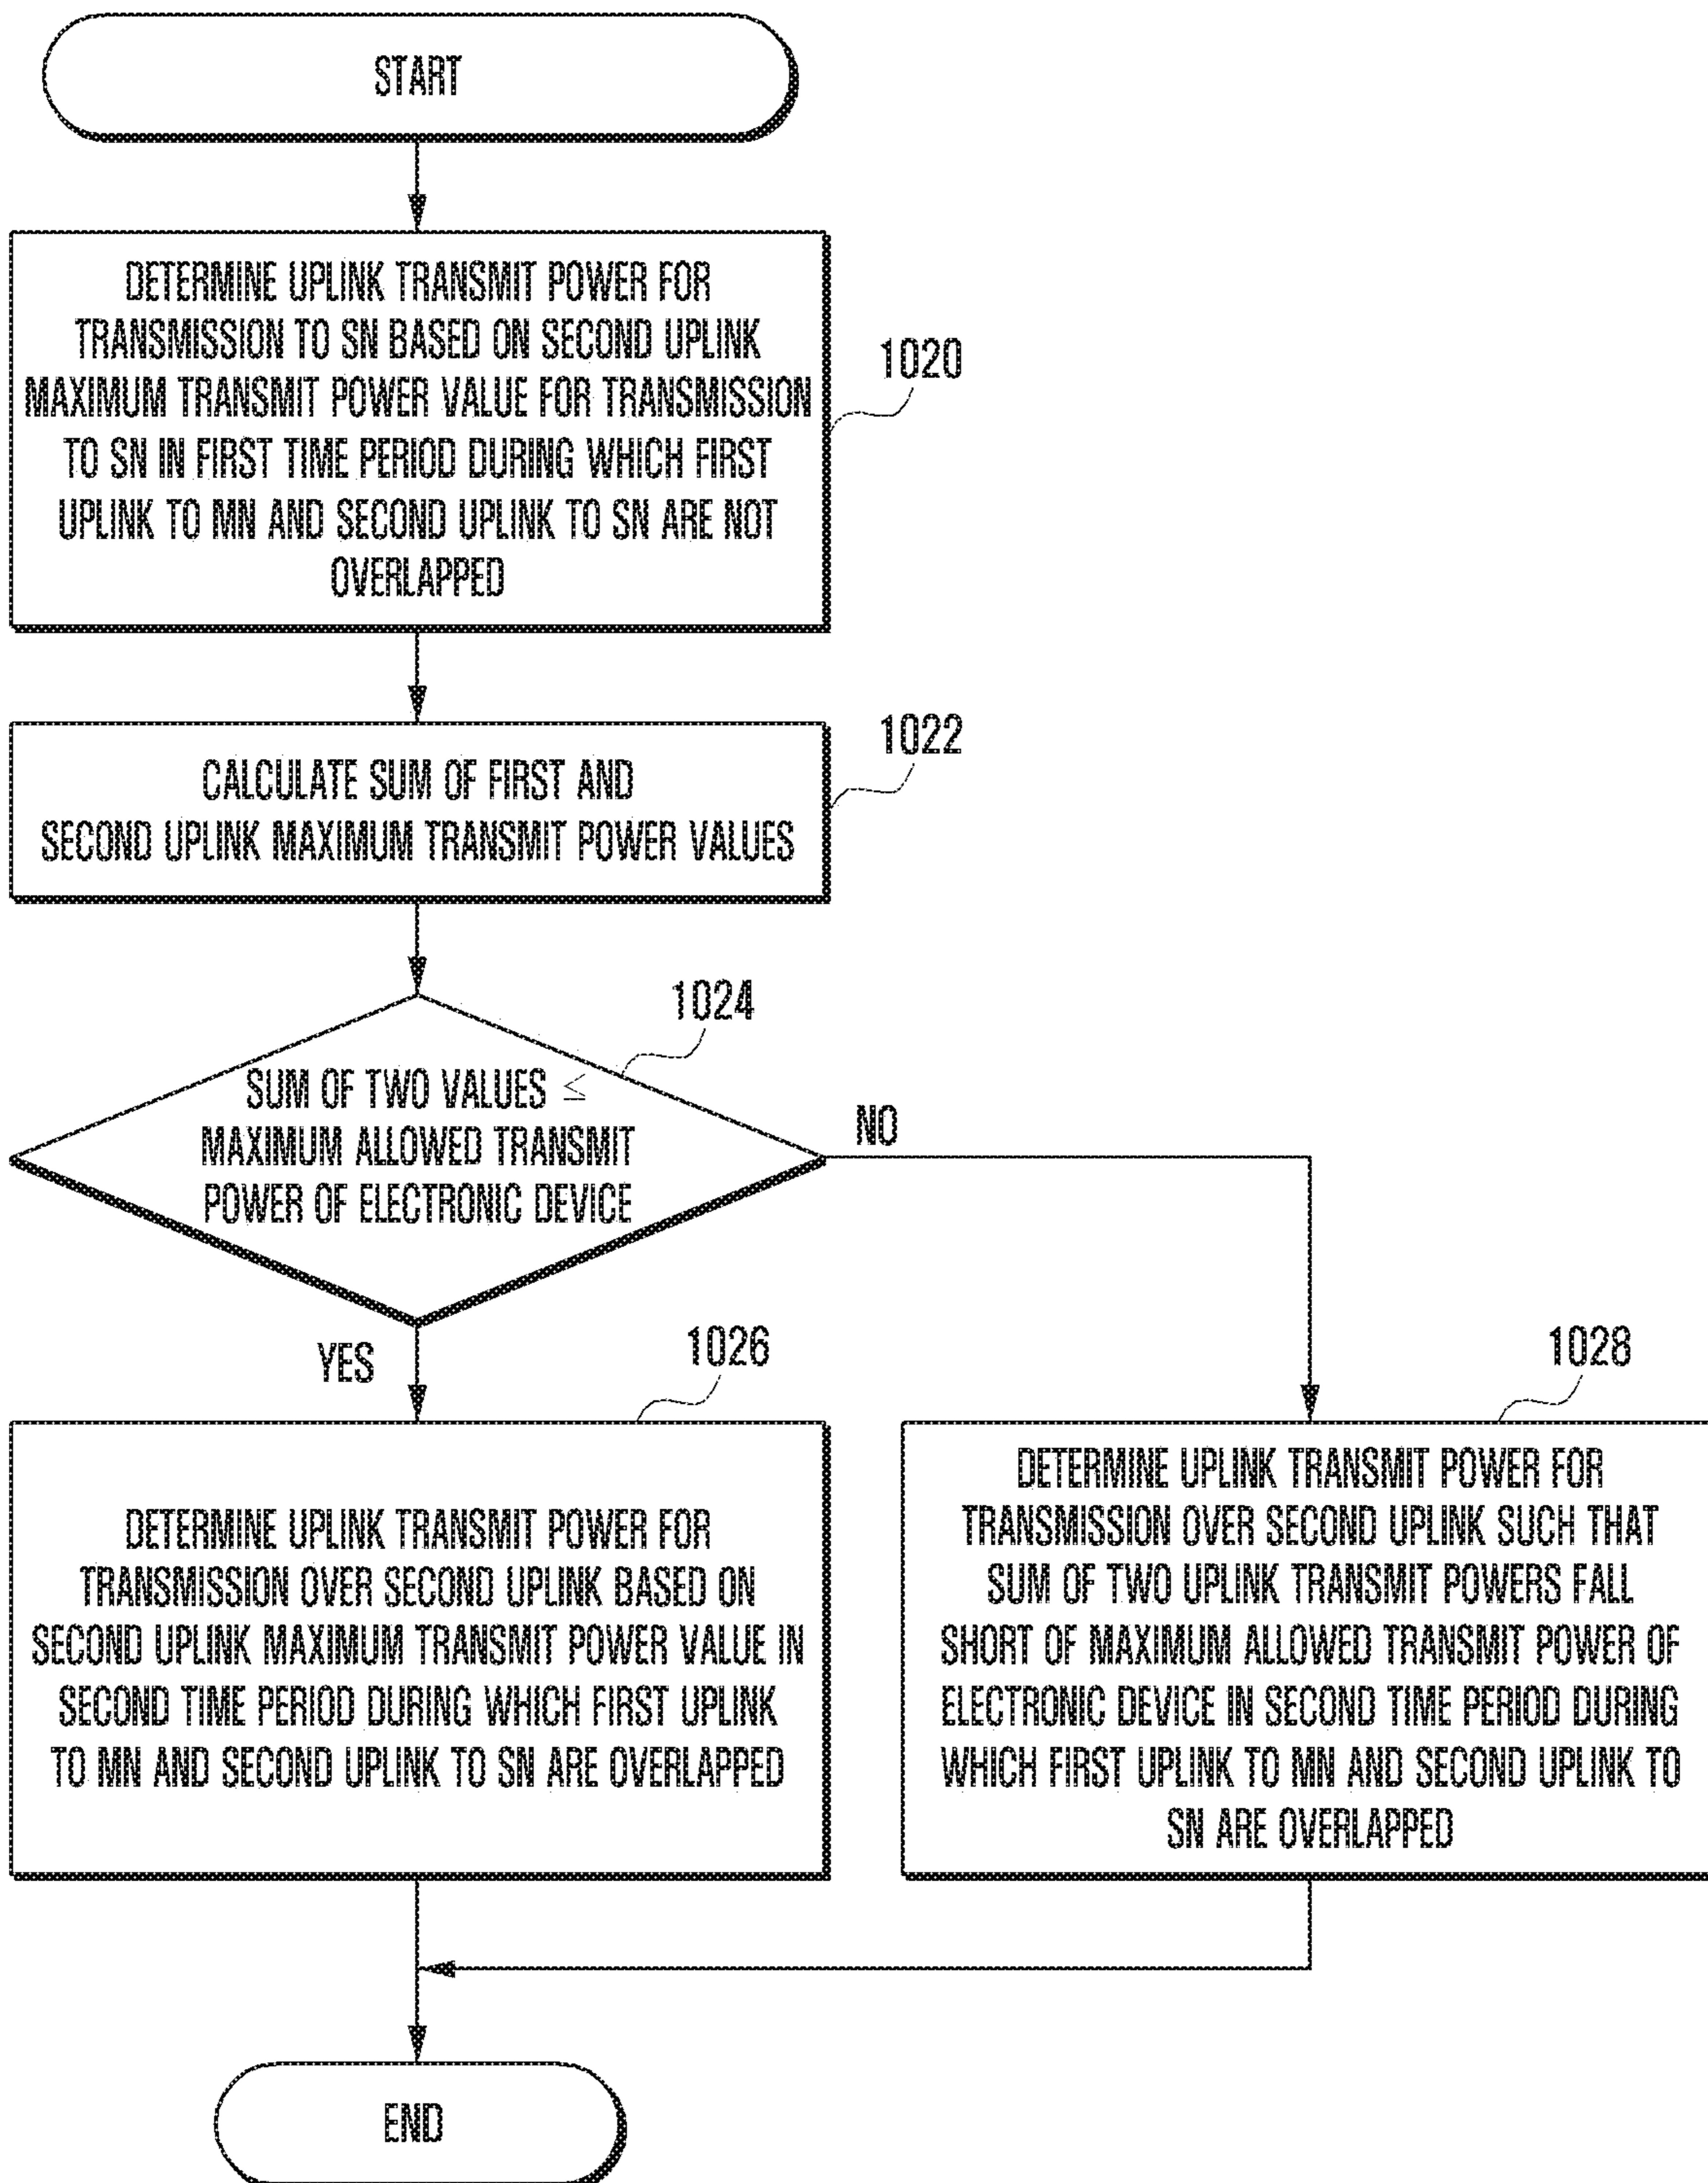 START
DETERMINE UPLINK TRANSMIT POWER FOR
TRANSMISSION TO SN BASED ON SECOND UPLINK
MAXIMUM TRANSMIT POWER VALUE FOR TRANSMISSION
TO SN IN FIRST TIME PERIOD DURING WHICH FIRST
UPLINK TO MN AND SECOND UPLINK TO SN ARE NOT
OVERLAPPED
1020
CALCULATE SUM OF FIRST AND
SECOND UPLINK MAXIMUM TRANSMIT POWER VALUES
1022
1024
SUM OF TWO VALUES ≤
MAXIMUM ALLOWED TRANSMIT
POWER OF ELECTRONIC DEVICE
NO
YES
1026
DETERMINE UPLINK TRANSMIT POWER FOR
TRANSMISSION OVER SECOND UPLINK BASED ON
SECOND UPLINK MAXIMUM TRANSMIT POWER VALUE IN
SECOND TIME PERIOD DURING WHICH FIRST UPLINK
TO MN AND SECOND UPLINK TO SN ARE OVERLAPPED
1028
DETERMINE UPLINK TRANSMIT POWER FOR
TRANSMISSION OVER SECOND UPLINK SUCH THAT
SUM OF TWO UPLINK TRANSMIT POWERS FALL
SHORT OF MAXIMUM ALLOWED TRANSMIT POWER OF
ELECTRONIC DEVICE IN SECOND TIME PERIOD DURING
WHICH FIRST UPLINK TO MN AND SECOND UPLINK TO
SN ARE OVERLAPPED
END